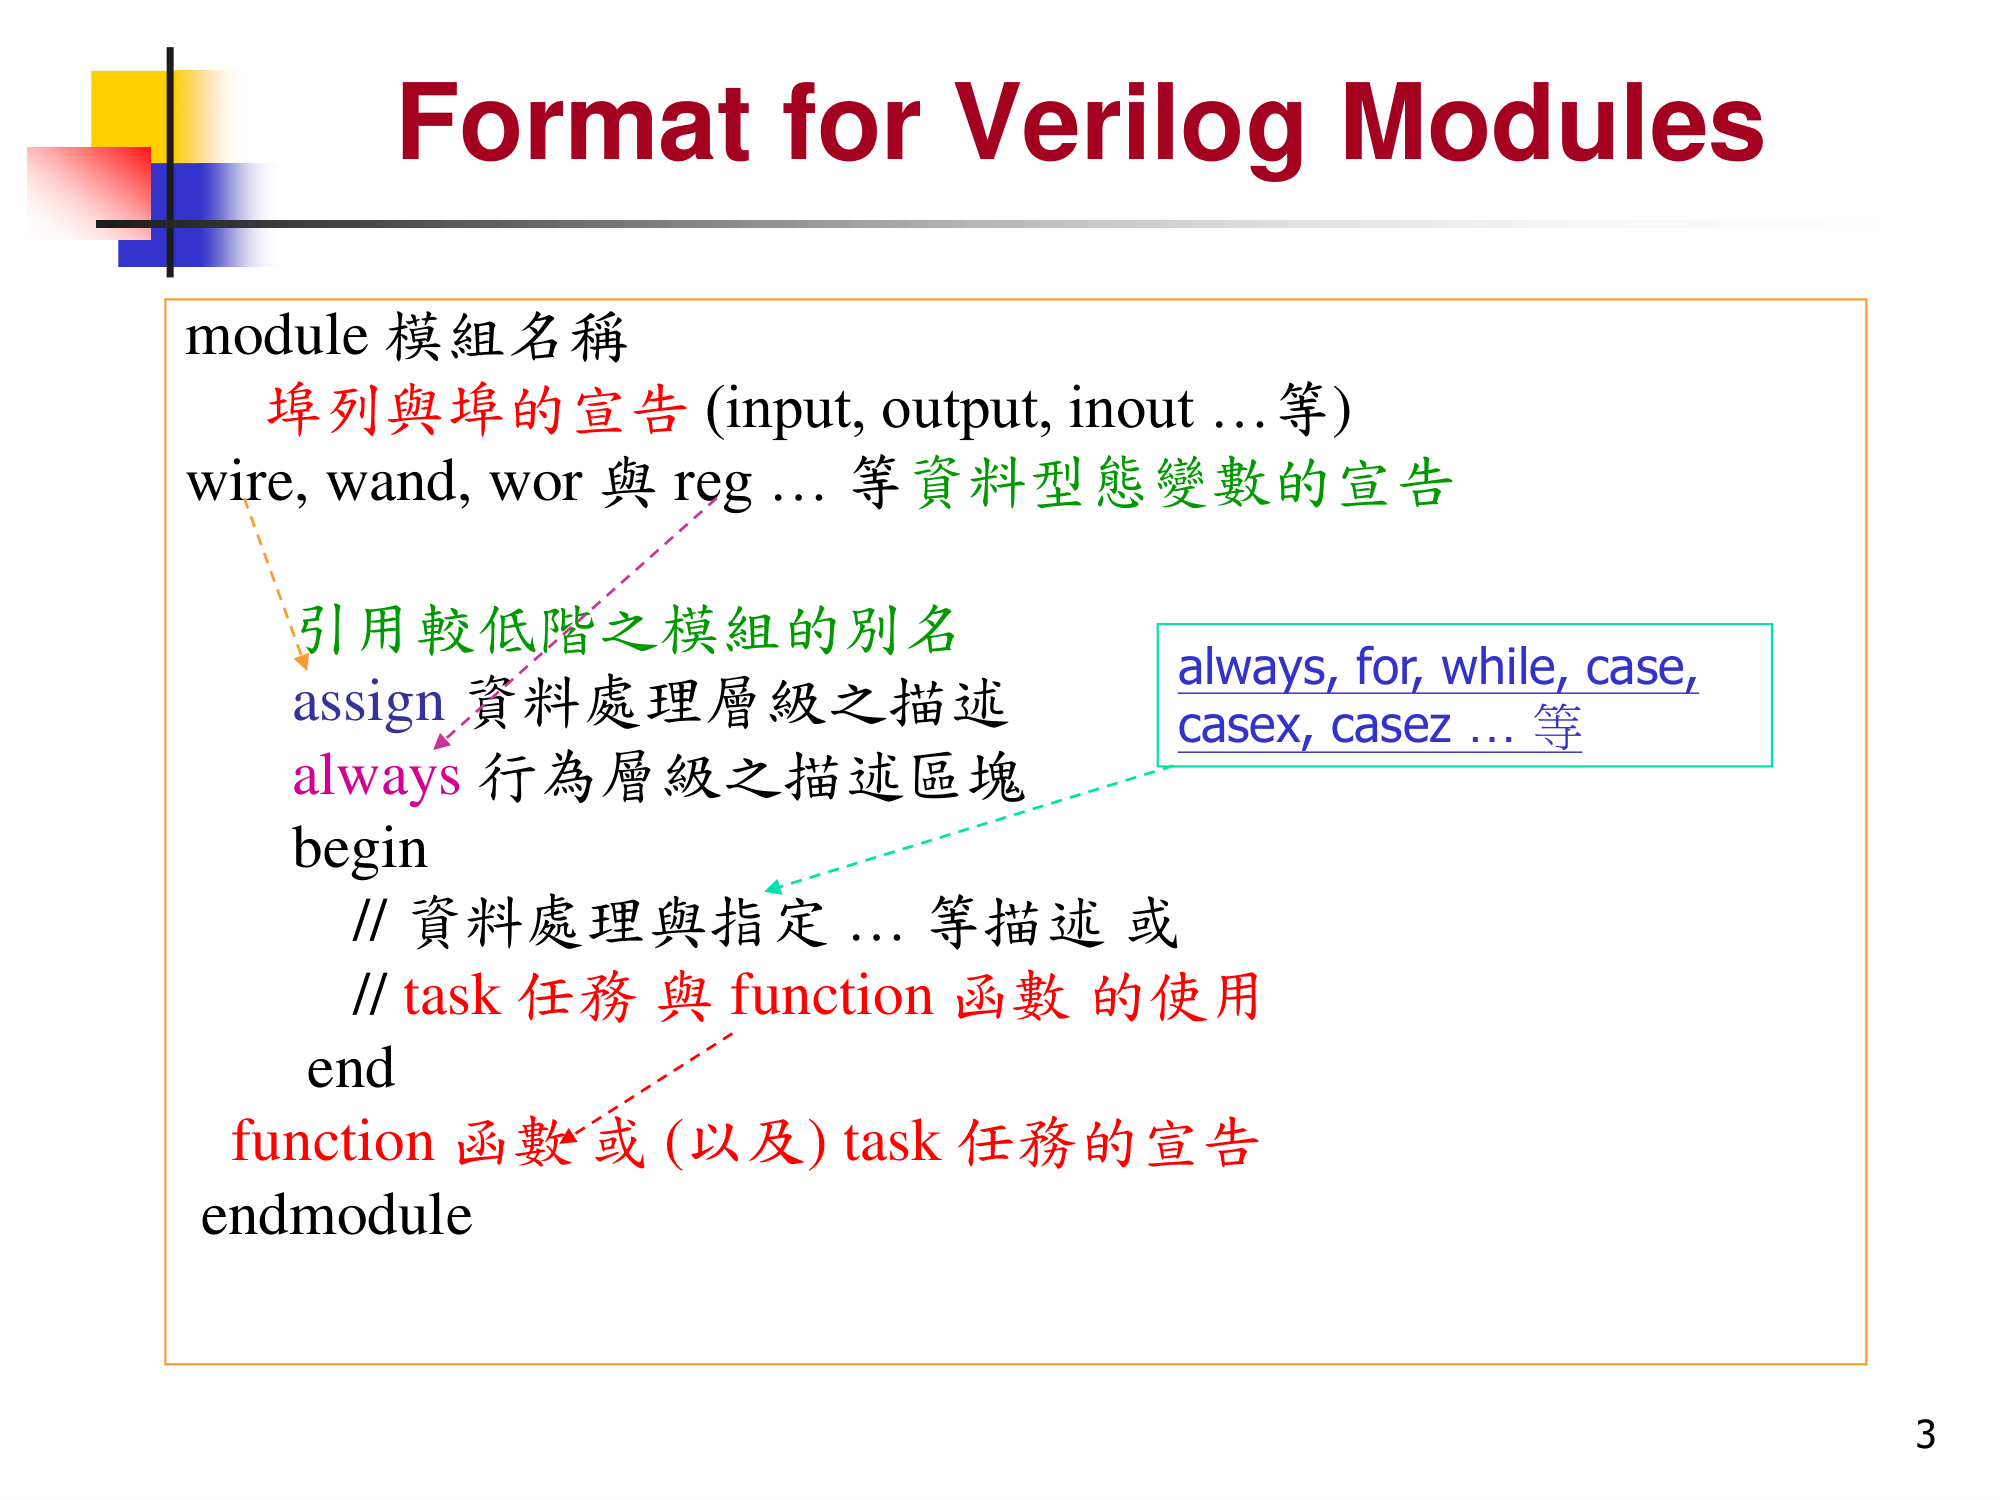 Format for Verilog Modules
module 模組名稱
埠列與埠的宣告 (input, output, inout …等)
wire, wand, wor 與 reg … 等資料型態變數的宣告
引用較低階之模組的別名
assign 資料處理層級之描述
always 行為層級之描述區塊
always, for, while, case,
casex, casez … 等
begin
// 資料處理與指定 … 等描述 或
// task 任務 與 function 函數 的使用
end
function 函數 或 (以及) task 任務的宣告
endmodule
3